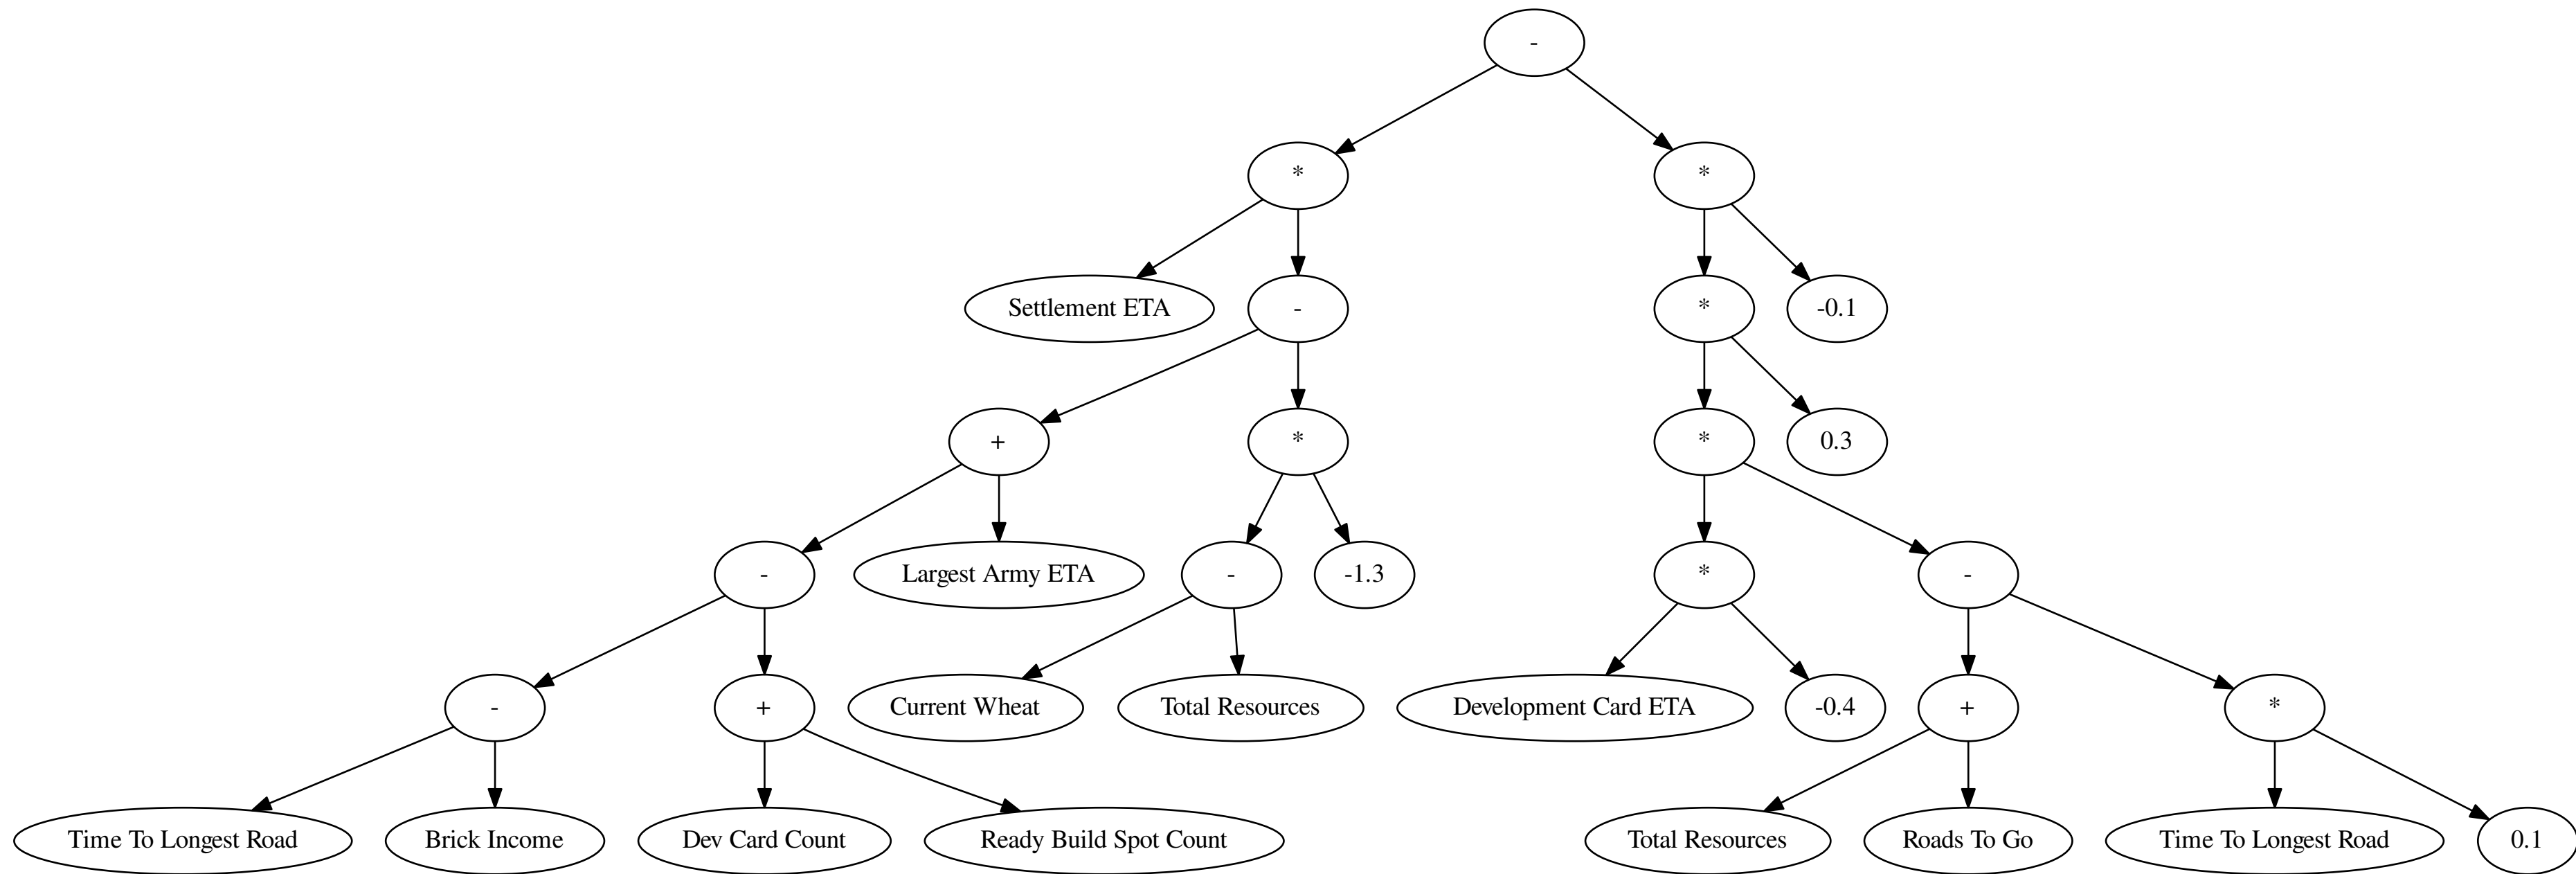 -
*
*
Settlement ETA
-
*
-0.1
+
*
*
0.3
-
Largest Army ETA
-
-1.3
*
-
-
+
Current Wheat
Total Resources
Development Card ETA
-0.4
+
*
Time To Longest Road
Brick Income
Dev Card Count
Ready Build Spot Count
Total Resources
Roads To Go
Time To Longest Road
0.1